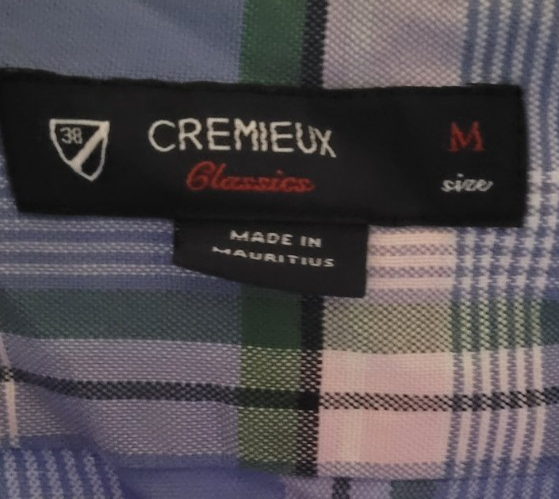 38 CREMIEUX M
Classics size
MADE IN
MAURITIUS